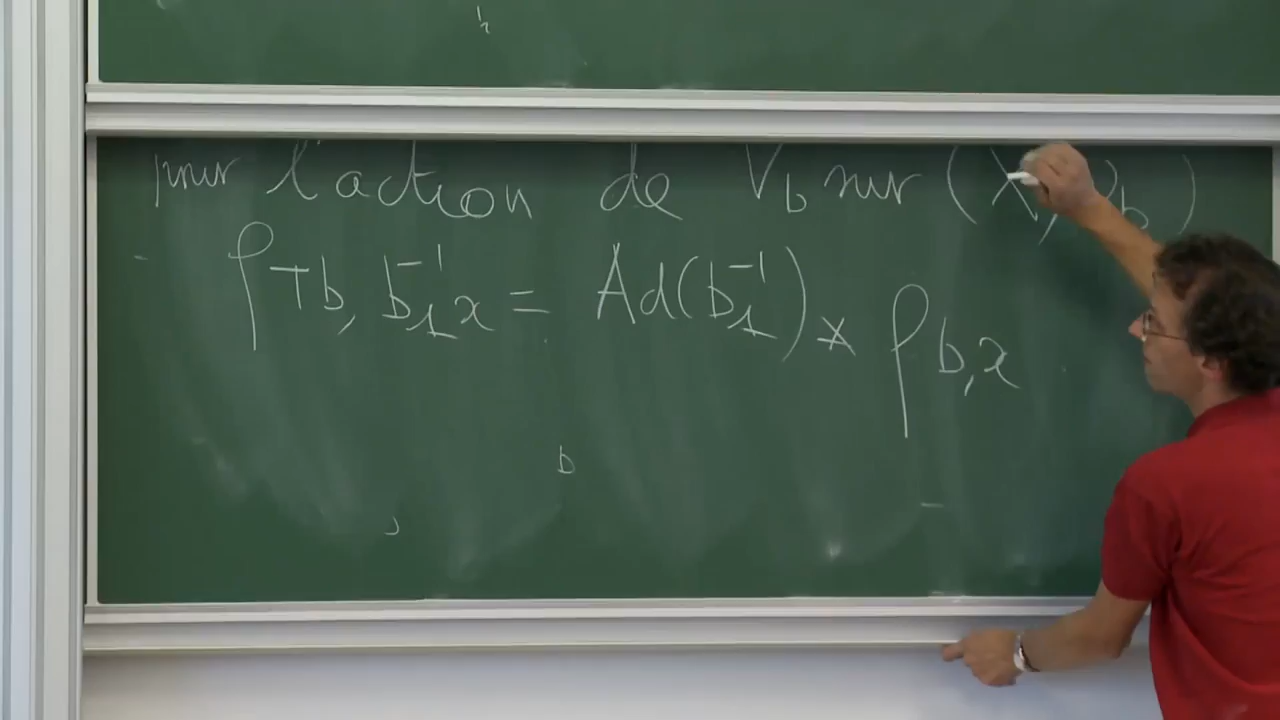 pour l'action de V_b sur (X, ρ_b)
- ρ_{Tb, b_1^{-1}x} = Ad(b_1^{-1})_* ρ_{b,x}
b